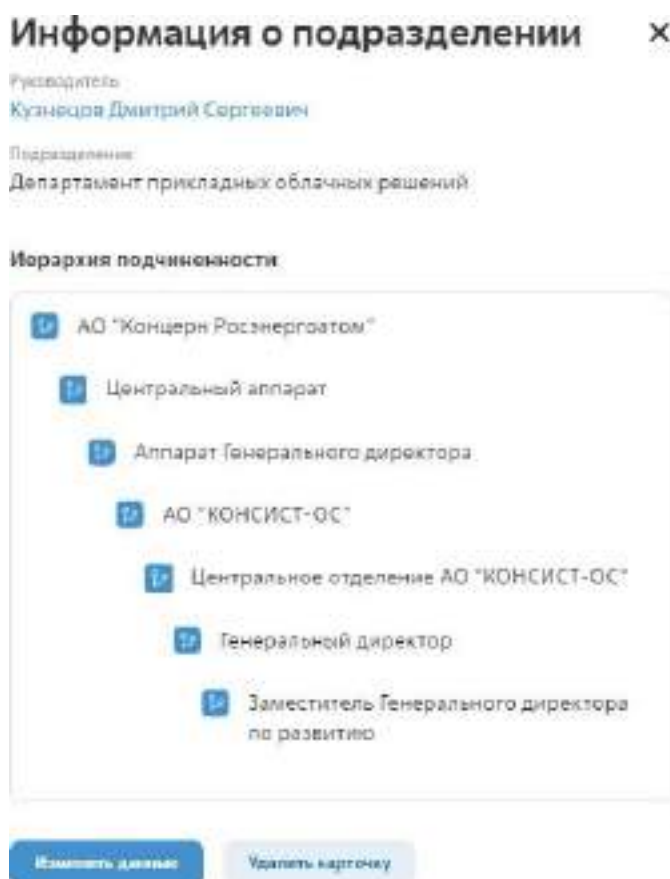 Информация о подразделении
Руководитель
Кузнецов Дмитрий Сергеевич
Подразделение
Департамент прикладных облачных решений
Иерархия подчиненности
АО "Концерн Росэнергоатом"
Центральный аппарат
Аппарат Генерального директора
АО "КОНСИСТ-ОС"
Центральное отделение АО "КОНСИСТ-ОС"
Генеральный директор
Заместитель Генерального директора
по развитию
Изменить данные
Удалить карточку